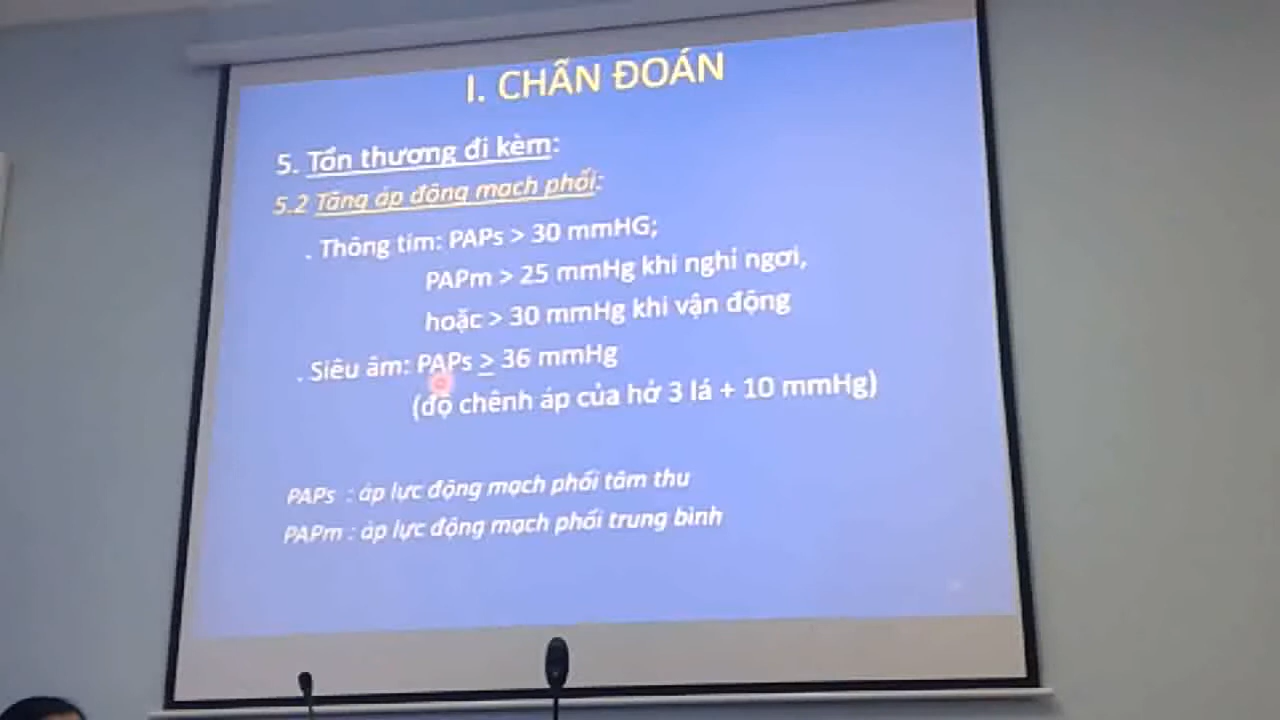 I. CHẨN ĐOÁN
5. Tổn thương đi kèm:
5.2 Tăng áp động mạch phổi:
. Thông tim: PAPs > 30 mmHG;
PAPm > 25 mmHg khi nghỉ ngơi,
hoặc > 30 mmHg khi vận động
. Siêu âm: PAPs ≥ 36 mmHg
(độ chênh áp của hở 3 lá + 10 mmHg)
PAPs : áp lực động mạch phổi tâm thu
PAPm : áp lực động mạch phổi trung bình